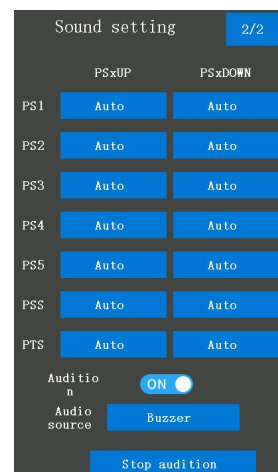 Sound setting 2/2
PSxUP PSxDOWN
PS1 Auto Auto
PS2 Auto Auto
PS3 Auto Auto
PS4 Auto Auto
PS5 Auto Auto
PSS Auto Auto
PTS Auto Auto
Auditio
n
ON
Audio
source
Buzzer
Stop audition